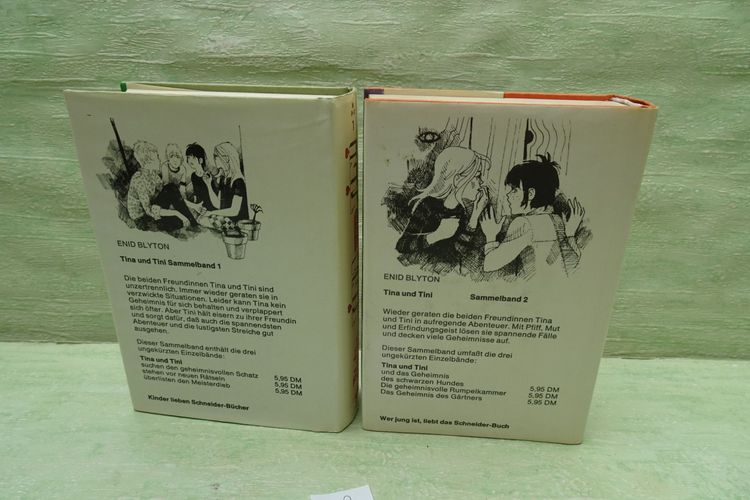 ENID BLYTON
Tina und Tini Sammelband 1
Die beiden Freundinnen Tina und Tini sind
unzertrennlich. Immer wieder geraten sie in
verzwickte Situationen. Leider kann Tina kein
Geheimnis für sich behalten und verplappert
sich öfter. Aber Tini hält eisern zu ihrer Freundin
und sorgt dafür, daß auch die spannendsten
Abenteuer und die lustigsten Streiche gut
ausgehen.
Dieser Sammelband enthält die drei
ungekürzten Einzelbände:
Tina und Tini
suchen den geheimnisvollen Schatz 5,95 DM
stehen vor neuen Rätseln 5,95 DM
überlisten den Meisterdieb 5,95 DM
Kinder lieben Schneider-Bücher
ENID BLYTON
Tina und Tini Sammelband 2
Wieder geraten die beiden Freundinnen Tina
und Tini in aufregende Abenteuer. Mit Pfiff, Mut
und Erfindungsgeist lösen sie spannende Fälle
und decken viele Geheimnisse auf.
Dieser Sammelband umfaßt die drei
ungekürzten Einzelbände:
Tina und Tini
und das Geheimnis
des schwarzen Hundes 5,95 DM
Die geheimnisvolle Rumpelkammer 5,95 DM
Das Geheimnis des Gärtners 5,95 DM
Wer jung ist, liebt das Schneider-Buch